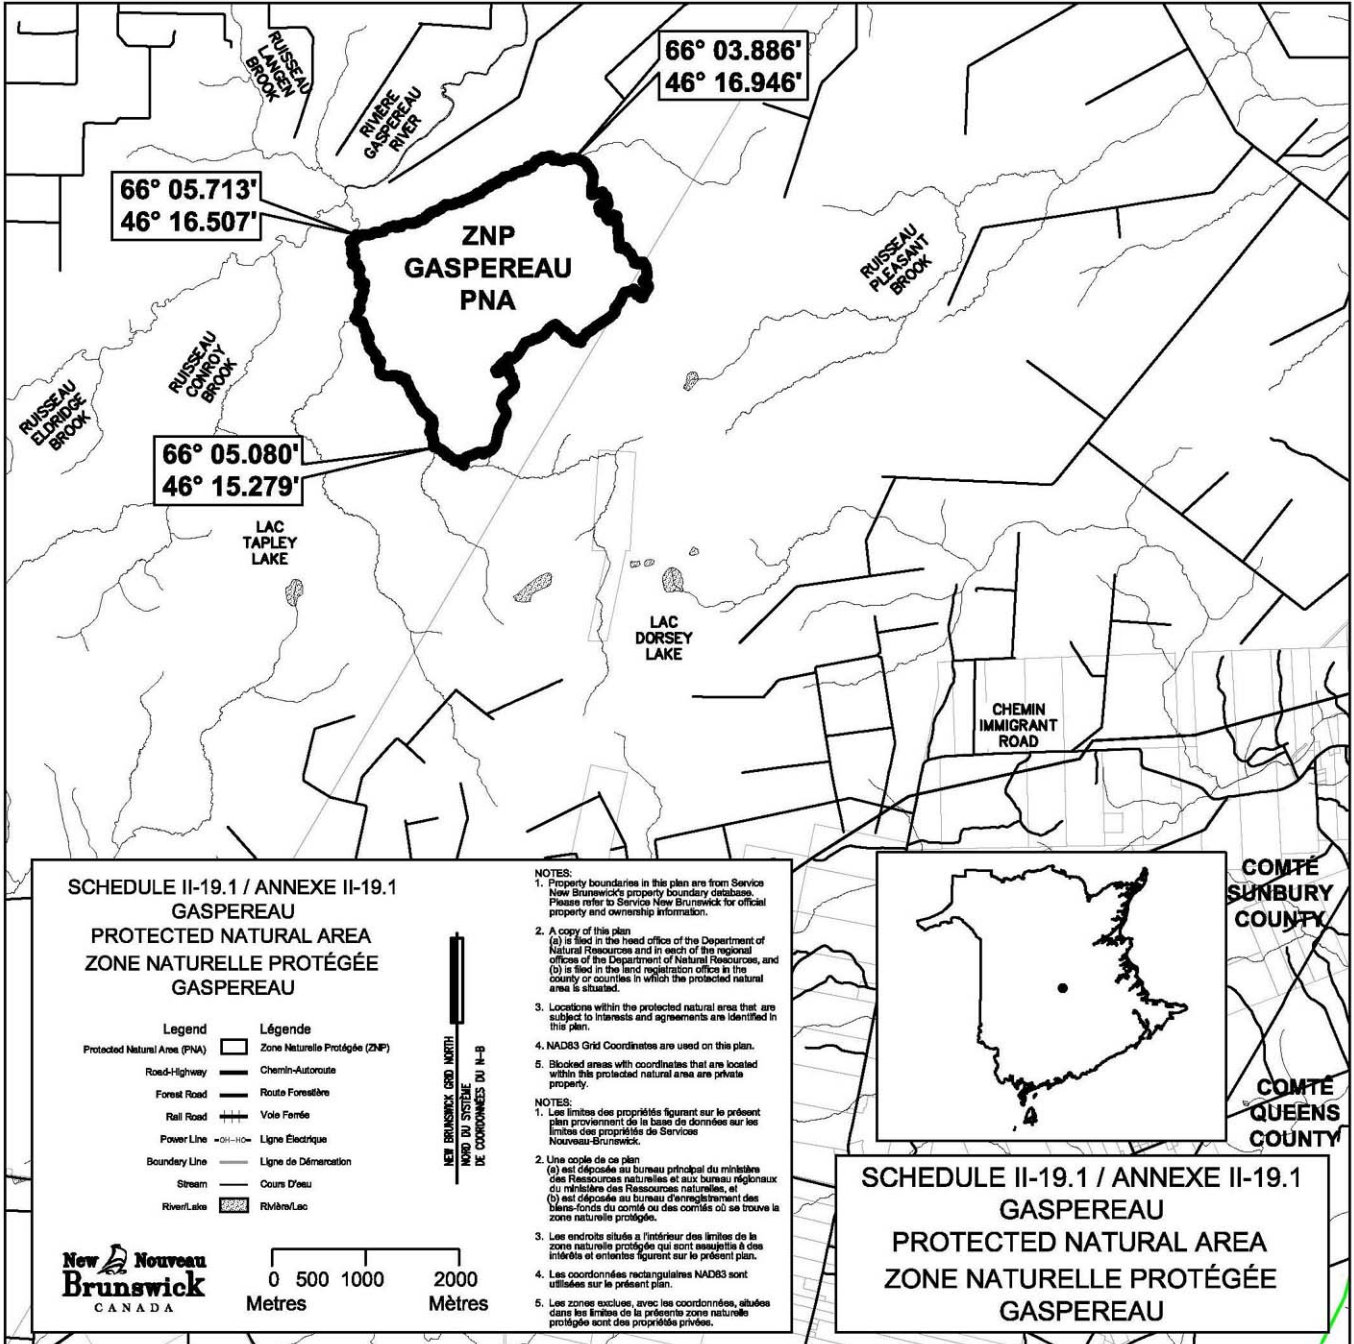 RUISSEAU
LANGEN
BROOK
RIVIÈRE
GASPEREAU
RIVER
66° 03.886'
46° 16.946'
66° 05.713'
46° 16.507'
ZNP
GASPEREAU
PNA
RUISSEAU
PLEASANT
BROOK
RUISSEAU
CONROY
BROOK
RUISSEAU
ELDRIDGE
BROOK
66° 05.080'
46° 15.279'
LAC
TAPLEY
LAKE
LAC
DORSEY
LAKE
CHEMIN
IMMIGRANT
ROAD
COMTÉ
SUNBURY
COUNTY
COMTÉ
QUEENS
COUNTY
SCHEDULE II-19.1 / ANNEXE II-19.1
GASPEREAU
PROTECTED NATURAL AREA
ZONE NATURELLE PROTÉGÉE
GASPEREAU
Legend Légende
Protected Natural Area (PNA) Zone Naturelle Protégée (ZNP)
Road-Highway Chemin-Autoroute
Forest Road Route Forestière
Rail Road Voie Ferrée
Power Line -OH-HO- Ligne Électrique
Boundary Line Ligne de Démarcation
Stream Cours D'eau
River/Lake Rivière/Lac
NEW BRUNSWICK GRID NORTH
NORD DU SYSTÈME
DE COORDONNÉES DU N-B
New Nouveau
Brunswick
CANADA
0 500 1000 2000
Metres Mètres
NOTES:
1. Property boundaries in this plan are from Service
New Brunswick's property boundary database.
Please refer to Service New Brunswick for official
property and ownership information.
2. A copy of this plan
(a) is filed in the head office of the Department of
Natural Resources and in each of the regional
offices of the Department of Natural Resources, and
(b) is filed in the land registration office in the
county or counties in which the protected natural
area is situated.
3. Locations within the protected natural area that are
subject to interests and agreements are identified in
this plan.
4. NAD83 Grid Coordinates are used on this plan.
5. Blocked areas with coordinates that are located
within this protected natural area are private
property.
NOTES:
1. Les limites des propriétés figurant sur le présent
plan proviennent de la base de données sur les
limites des propriétés de Services
Nouveau-Brunswick.
2. Une copie de ce plan
(a) est déposée au bureau principal du ministère
des Ressources naturelles et aux bureau régionaux
du ministère des Ressources naturelles, et
(b) est déposée au bureau d'enregistrement des
biens-fonds du comté ou des comtés où se trouve la
zone naturelle protégée.
3. Les endroits situés a l'intérieur des limites de la
zone naturelle protégée qui sont assujettis à des
intérêts et ententes figurent sur le présent plan.
4. Les coordonnées rectangulaires NAD83 sont
utilisées sur le présent plan.
5. Les zones exclues, avec les coordonnées, situées
dans les limites de la présente zone naturelle
protégée sont des propriétés privées.
SCHEDULE II-19.1 / ANNEXE II-19.1
GASPEREAU
PROTECTED NATURAL AREA
ZONE NATURELLE PROTÉGÉE
GASPEREAU